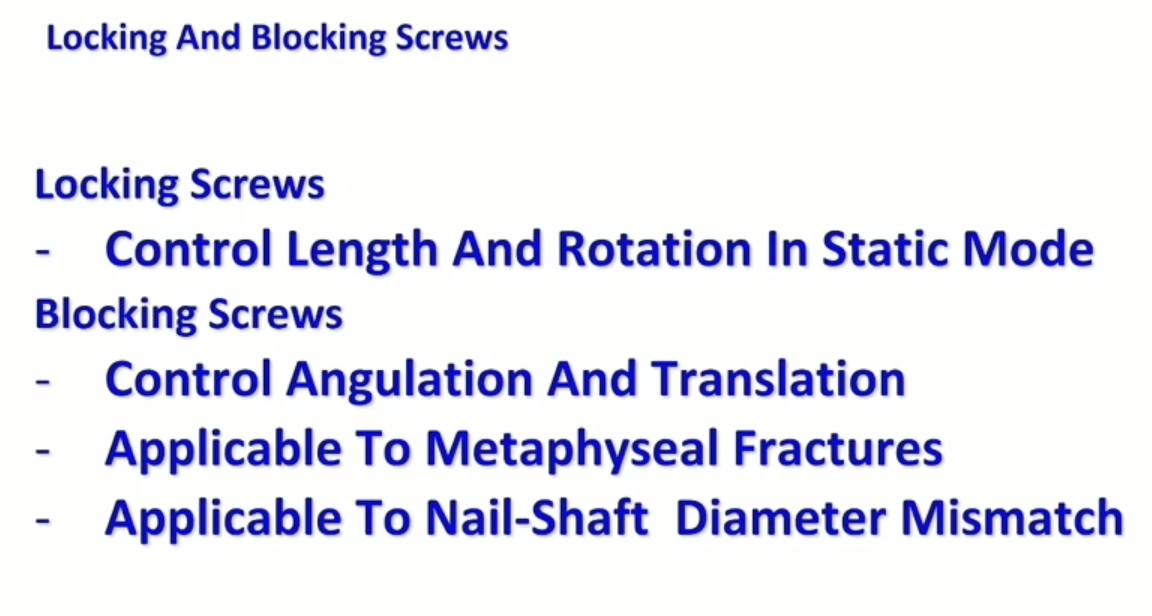 Locking And Blocking Screws
Locking Screws
- Control Length And Rotation In Static Mode
Blocking Screws
- Control Angulation And Translation
- Applicable To Metaphyseal Fractures
- Applicable To Nail-Shaft Diameter Mismatch